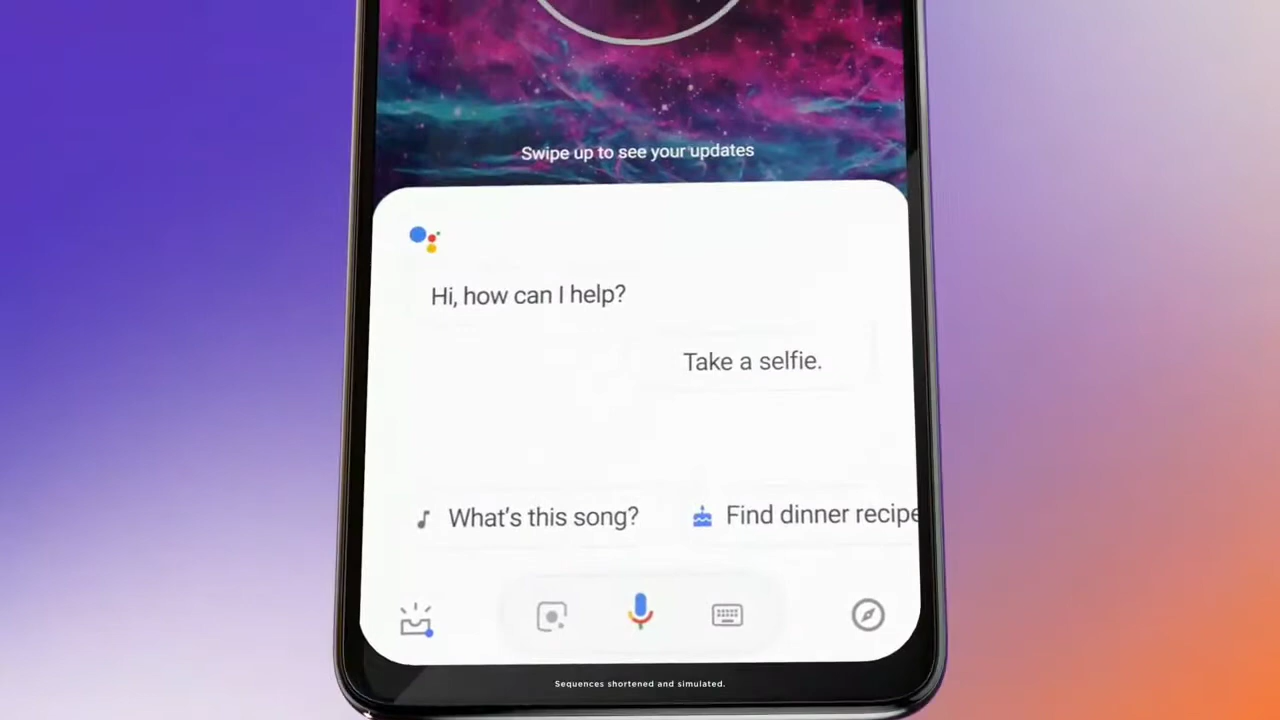 Swipe up to see your updates
Hi, how can I help?
Take a selfie.
What's this song?
Find dinner recipe
Sequences shortened and simulated.